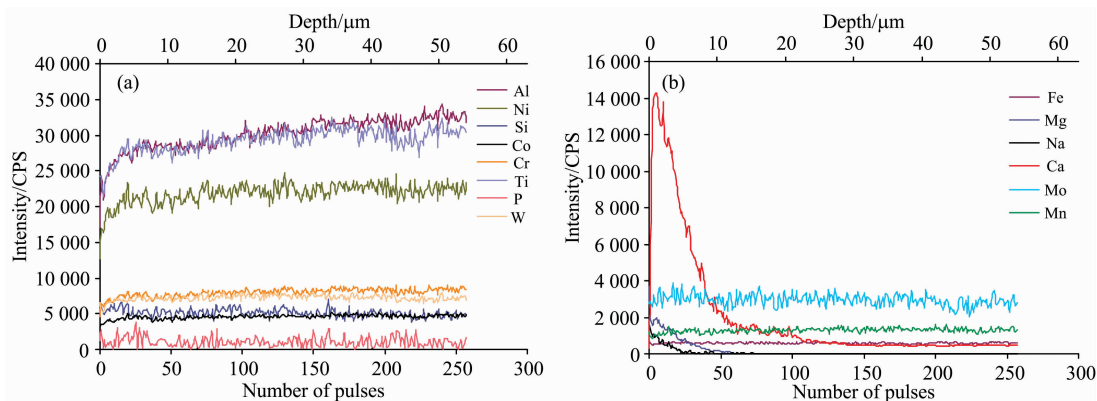 Depth/μm
0 10 20 30 40 50 60
40 000
35 000
30 000
25 000
20 000
15 000
10 000
5 000
0
Intensity/CPS
(a)
Al
Ni
Si
Co
Cr
Ti
P
W
0 50 100 150 200 250 300
Number of pulses
Depth/μm
0 10 20 30 40 50 60
16 000
14 000
12 000
10 000
8 000
6 000
4 000
2 000
0
Intensity/CPS
(b)
Fe
Mg
Na
Ca
Mo
Mn
0 50 100 150 200 250 300
Number of pulses